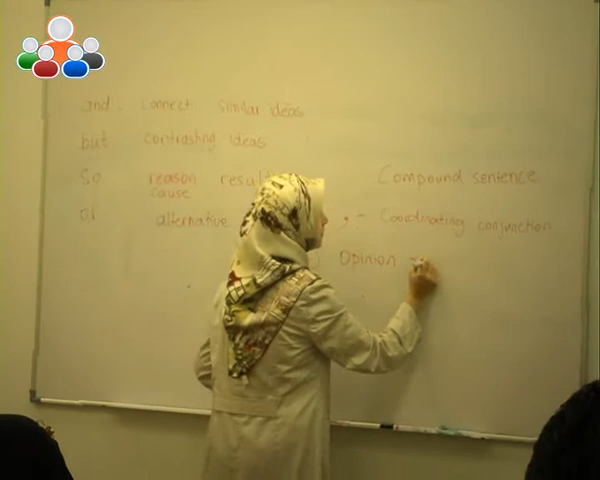 and. connect similar ideas
but contrasting ideas
So reason result
cause
or alternative
Compound sentence
, - Coordinating conjunction
Opinion